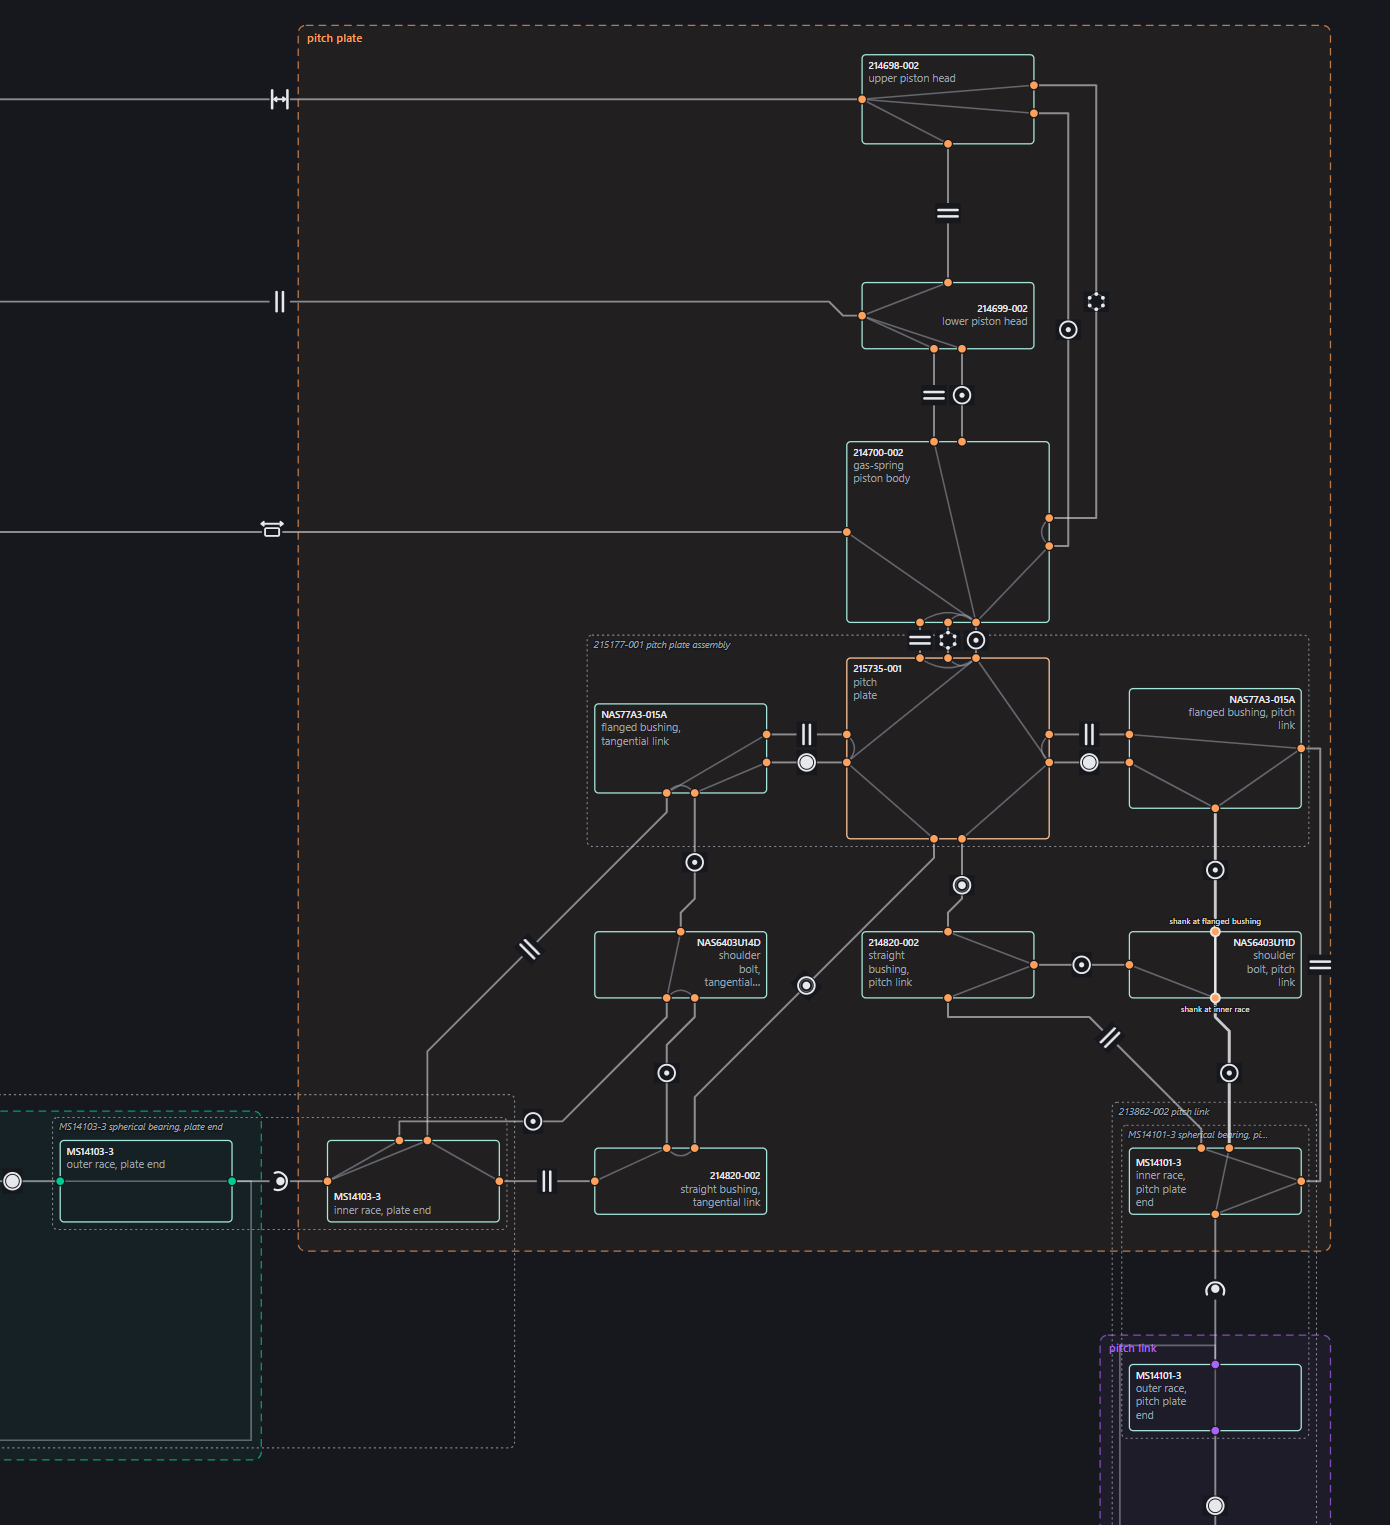 pitch plate
214698-002
upper piston head
214699-002
lower piston head
214700-002
gas-spring
piston body
215177-001 pitch plate assembly
215735-001
pitch
plate
NAS77A3-015A
flanged bushing,
tangential link
NAS77A3-015A
flanged bushing, pitch
link
shank at flanged bushing
NAS6403U14D
shoulder
bolt,
tangential...
214820-002
straight
bushing,
pitch link
NAS6403U11D
shoulder
bolt, pitch
link
shank at inner race
213862-002 pitch link
MS14103-3 spherical bearing, plate end
MS14101-3 spherical bearing, pi...
MS14103-3
outer race, plate end
MS14103-3
inner race, plate end
214820-002
straight bushing,
tangential link
MS14101-3
inner race,
pitch plate
end
pitch link
MS14101-3
outer race,
pitch plate
end